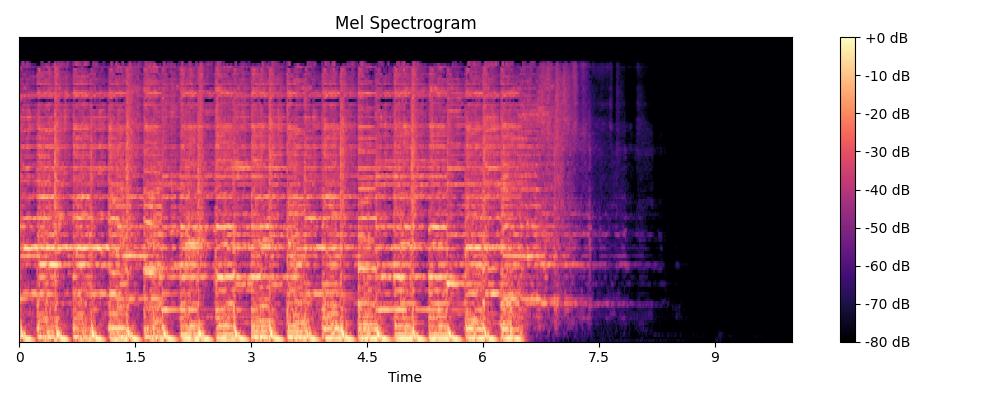 Mel Spectrogram
+0 dB
-10 dB
-20 dB
-30 dB
-40 dB
-50 dB
-60 dB
-70 dB
-80 dB
0 1.5 3 4.5 6 7.5 9
Time